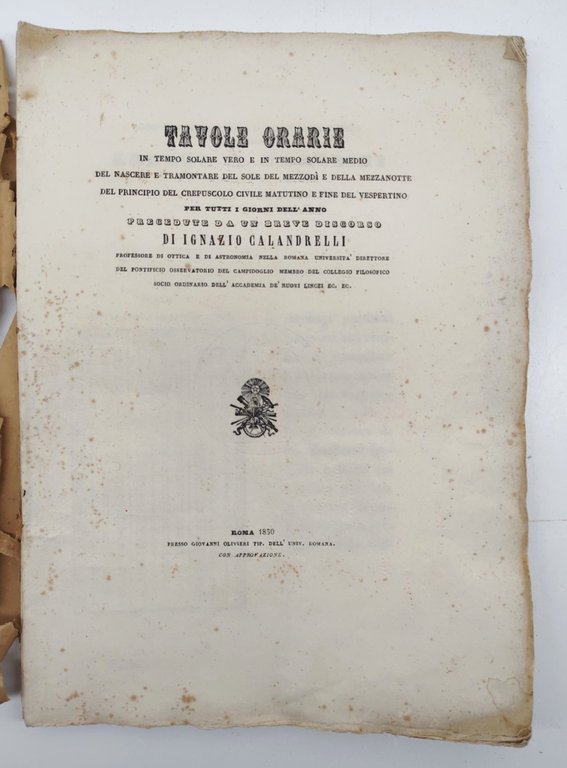 TAVOLE ORARIE
IN TEMPO SOLARE VERO E IN TEMPO SOLARE MEDIO
DEL NASCERE E TRAMONTARE DEL SOLE DEL MEZZODÌ E DELLA MEZZANOTTE
DEL PRINCIPIO DEL CREPUSCOLO CIVILE MATUTINO E FINE DEL VESPERTINO
PER TUTTI I GIORNI DELL'ANNO
PRECEDUTE DA UN BREVE DISCORSO
DI IGNAZIO CALANDRELLI
PROFESSORE DI OTTICA E DI ASTRONOMIA NELLA ROMANA UNIVERSITA' DIRETTORE
DEL PONTIFICIO OSSERVATORIO DEL CAMPIDOGLIO MEMBRO DEL COLLEGIO FILOSOFICO
SOCIO ORDINARIO DELL' ACCADEMIA DE' NUOVI LINCEI EC. EC.
ROMA 1850
PRESSO GIOVANNI OLIVIERI TIP. DELL' UNIV. ROMANA.
CON APPROVAZIONE.